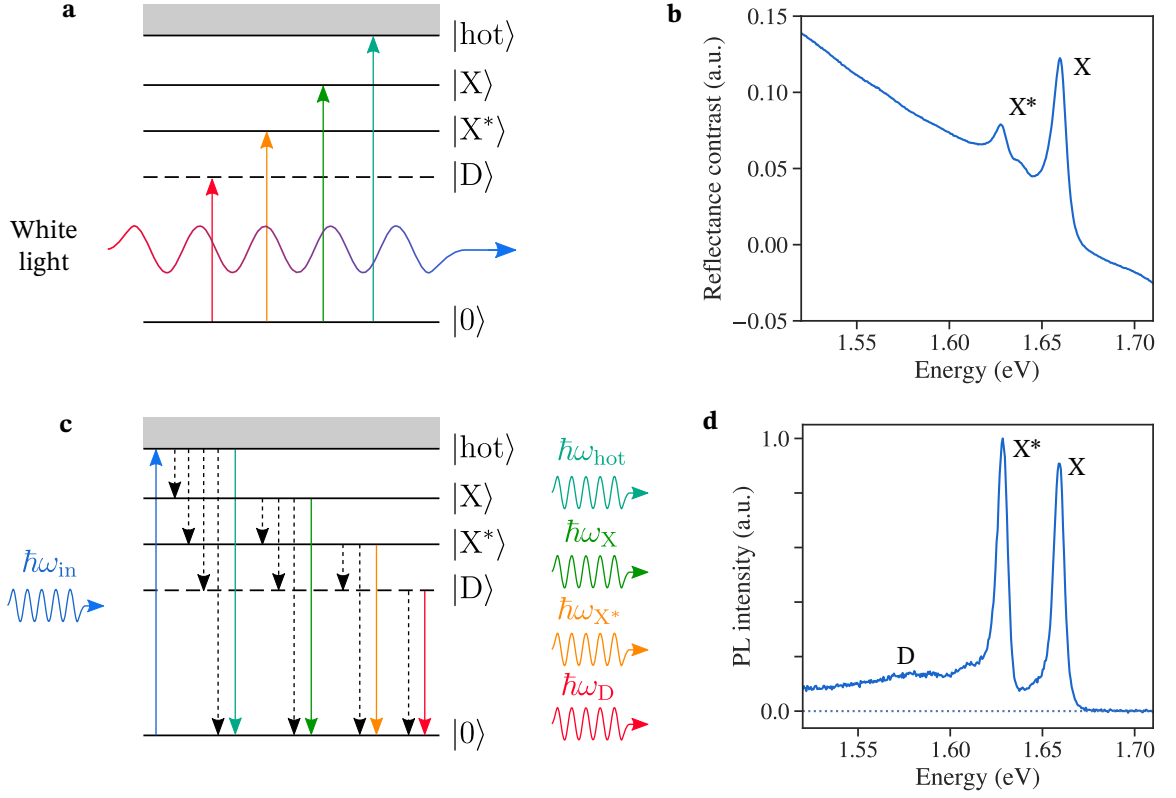 a
|hot⟩
|X⟩
|X*⟩
|D⟩
White
light
|0⟩
b
0.15
0.10
0.05
0.00
−0.05
Reflectance contrast (a.u.)
X*
X
1.55
1.60
1.65
1.70
Energy (eV)
c
|hot⟩
|X⟩
|X*⟩
|D⟩
|0⟩
ℏω_in
ℏω_hot
ℏω_X
ℏω_X*
ℏω_D
d
1.0
0.0
PL intensity (a.u.)
D
X*
X
1.55
1.60
1.65
1.70
Energy (eV)